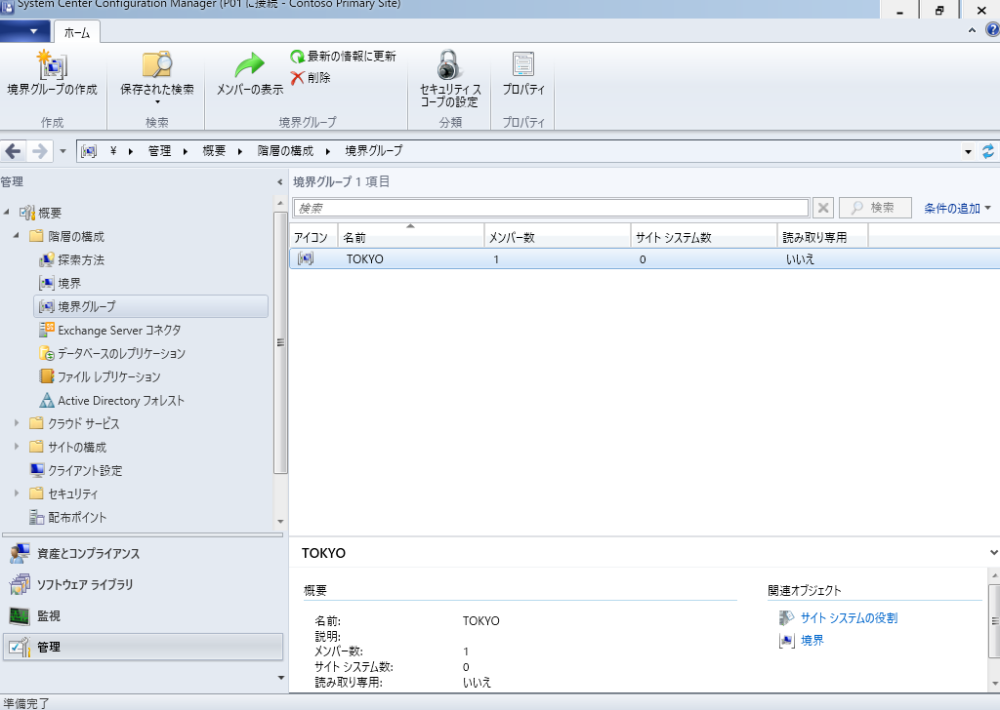 System Center Configuration Manager (P01 に接続 - Contoso Primary Site)
ホーム
境界グループの作成
保存された検索
メンバーの表示
最新の情報に更新
削除
セキュリティ スコープの設定
プロパティ
作成
検索
境界グループ
分類
プロパティ
¥ 管理 概要 階層の構成 境界グループ
管理
概要
階層の構成
探索方法
境界
境界グループ
Exchange Server コネクタ
データベースのレプリケーション
ファイル レプリケーション
Active Directory フォレスト
クラウド サービス
サイトの構成
クライアント設定
セキュリティ
配布ポイント
資産とコンプライアンス
ソフトウェア ライブラリ
監視
管理
境界グループ 1 項目
検索 検索 条件の追加
アイコン 名前 メンバー数 サイト システム数 読み取り専用
TOKYO 1 0 いいえ
TOKYO
概要
名前: TOKYO
説明:
メンバー数: 1
サイト システム数: 0
読み取り専用: いいえ
関連オブジェクト
サイト システムの役割
境界
準備完了